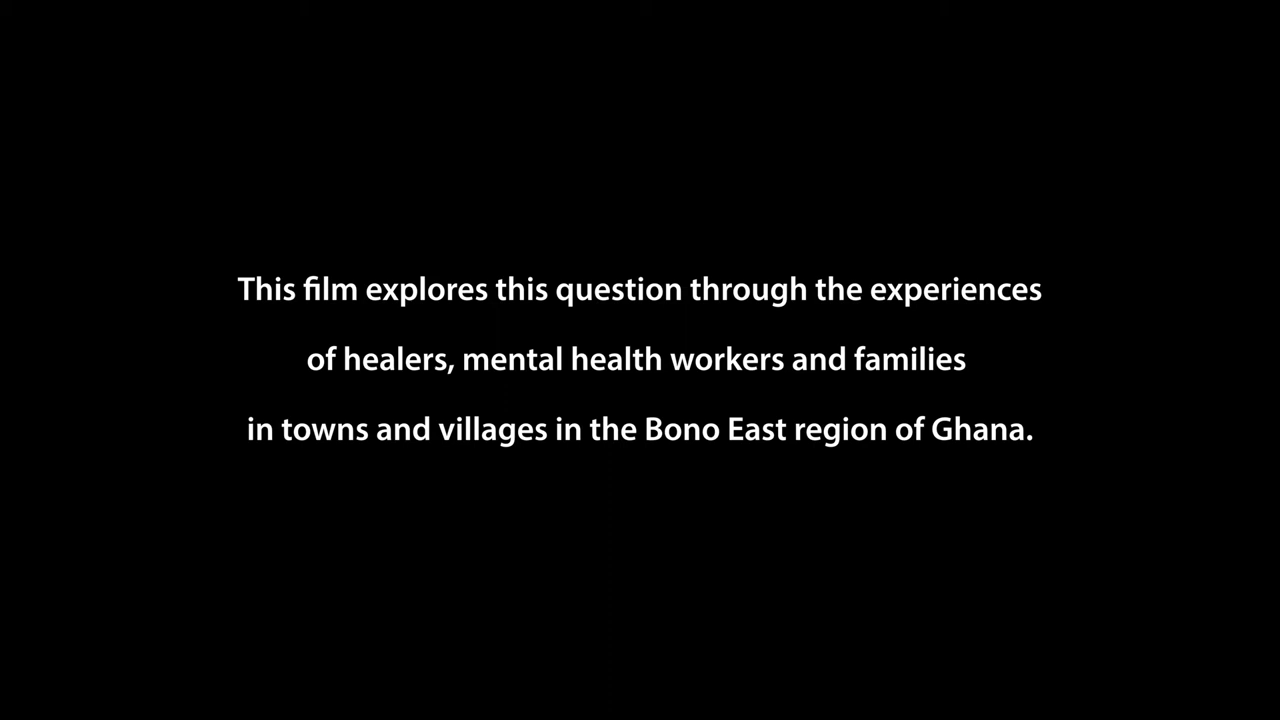 This film explores this question through the experiences
of healers, mental health workers and families
in towns and villages in the Bono East region of Ghana.